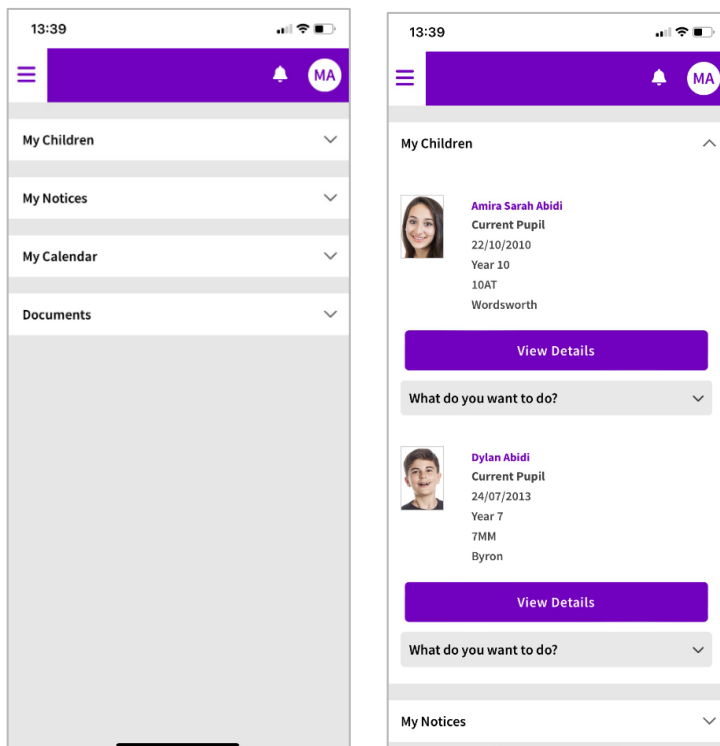 13:39
MA
My Children
My Notices
My Calendar
Documents
13:39
MA
My Children
Amira Sarah Abidi
Current Pupil
22/10/2010
Year 10
10AT
Wordsworth
View Details
What do you want to do?
Dylan Abidi
Current Pupil
24/07/2013
Year 7
7MM
Byron
View Details
What do you want to do?
My Notices